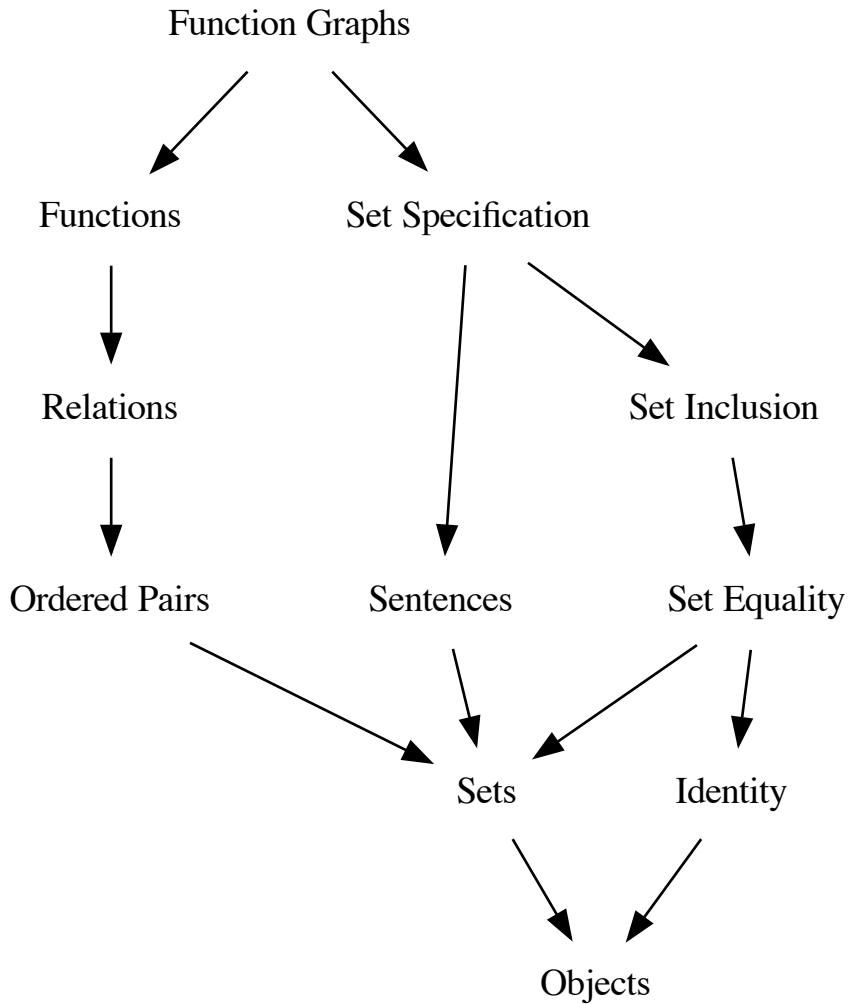 Function Graphs
Functions
Set Specification
Relations
Set Inclusion
Ordered Pairs
Sentences
Set Equality
Sets
Identity
Objects